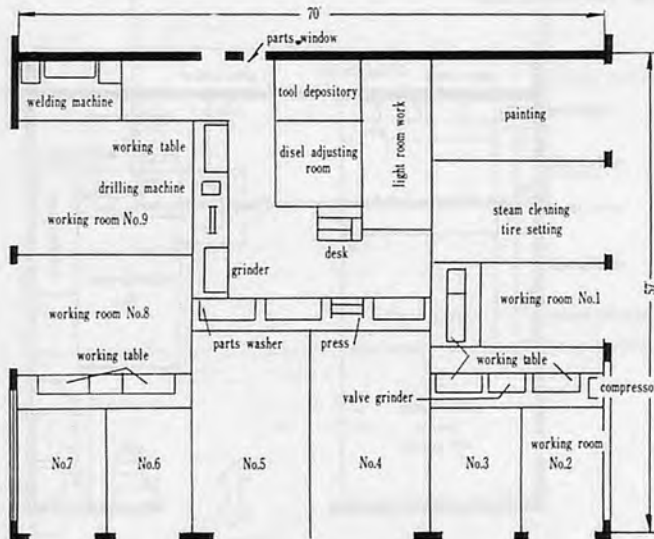 70'
parts window
welding machine
tool depository
painting
working table
disel adjusting
room
light room work
drilling machine
working room No.9
steam cleaning
tire setting
desk
grinder
working room No.8
working room No.1
parts washer
press
working table
working table
valve grinder
compresso
No.7
No.6
No.5
No.4
No.3
working room
No.2